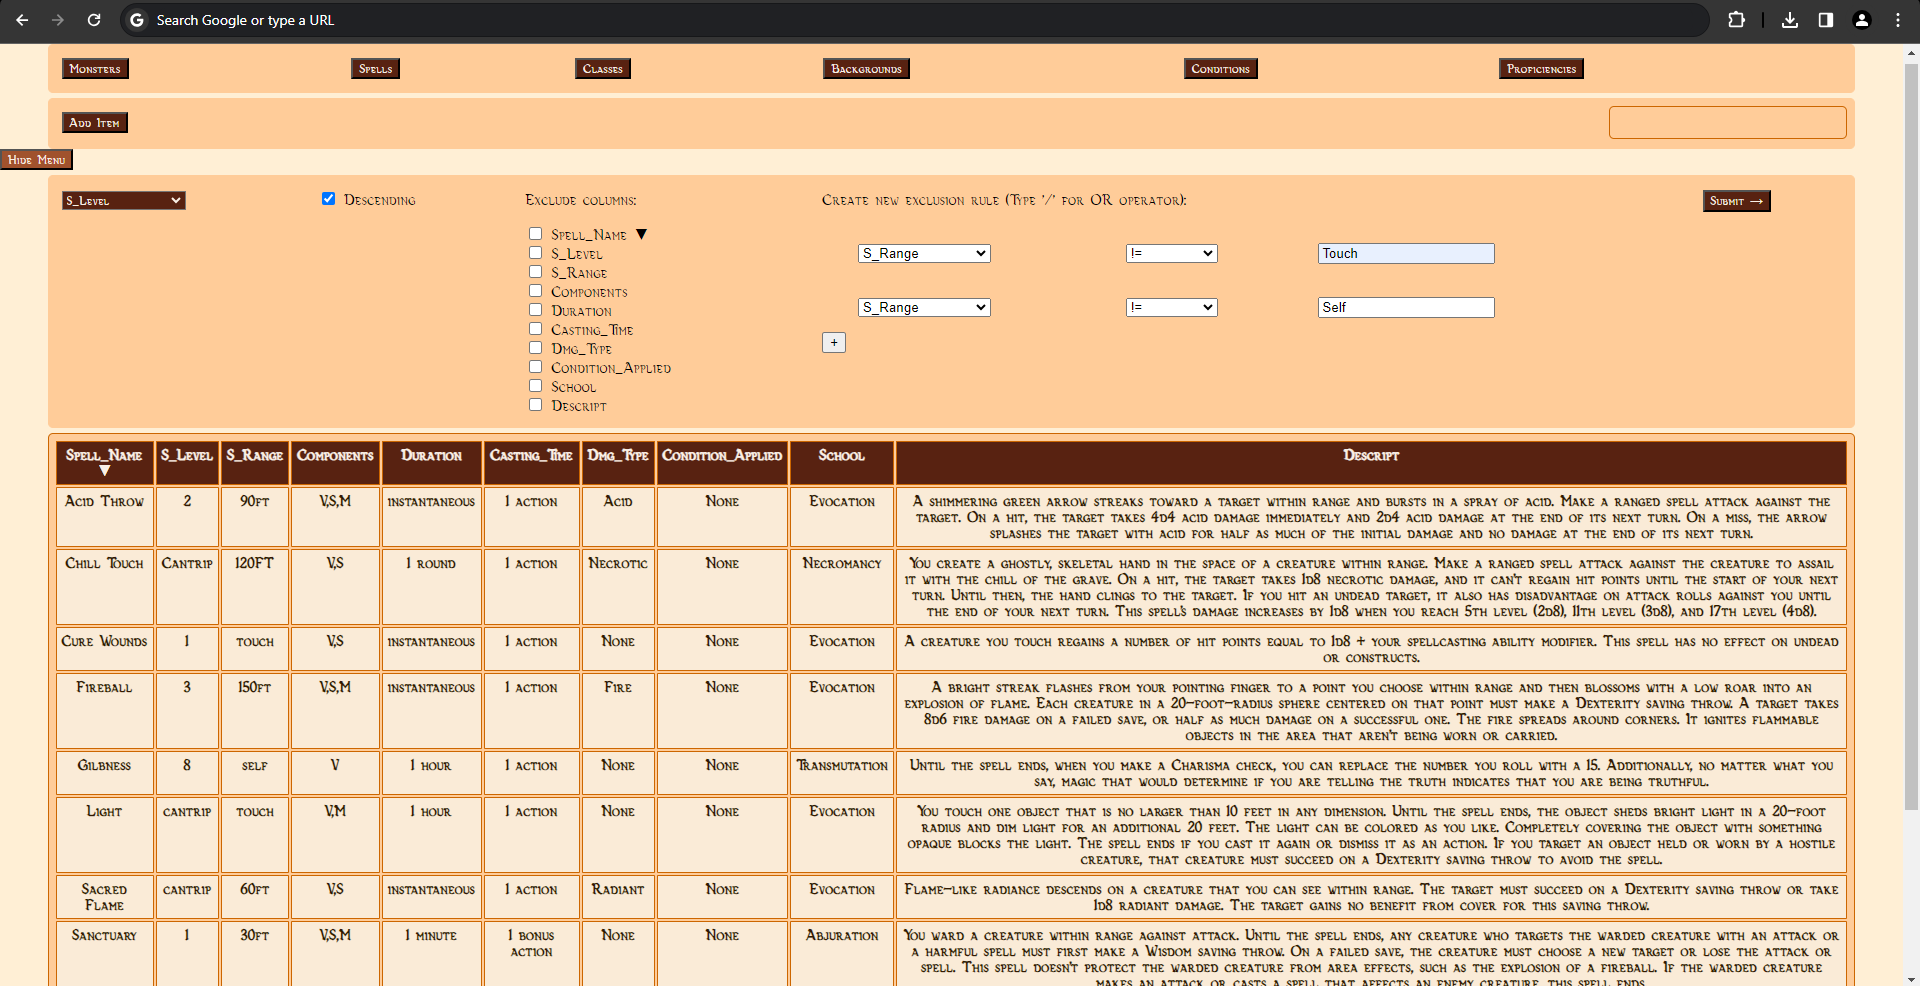 Search Google or type a URL
Monsters Spells Classes Backgrounds Conditions Proficiencies
Add Item
Hide Menu
S_Level Descending Exclude columns: Create new exclusion rule (Type '/' for OR operator): Submit →
Spell_Name ▼
S_Level
S_Range
Components
Duration
Casting_Time
Dmg_Type
Condition_Applied
School
Descript
S_Range != Touch
S_Range != Self
+
Spell_Name ▼ S_Level S_Range Components Duration Casting_Time Dmg_Type Condition_Applied School Descript
Acid Throw 2 90ft V,S,M instantaneous 1 action Acid None Evocation A shimmering green arrow streaks toward a target within range and bursts in a spray of acid. Make a ranged spell attack against the
target. On a hit, the target takes 4d4 acid damage immediately and 2d4 acid damage at the end of its next turn. On a miss, the arrow
splashes the target with acid for half as much of the initial damage and no damage at the end of its next turn.
Chill Touch Cantrip 120FT V,S 1 round 1 action Necrotic None Necromancy You create a ghostly, skeletal hand in the space of a creature within range. Make a ranged spell attack against the creature to assail
it with the chill of the grave. On a hit, the target takes 1d8 necrotic damage, and it can't regain hit points until the start of your next
turn. Until then, the hand clings to the target. If you hit an undead target, it also has disadvantage on attack rolls against you until
the end of your next turn. This spell's damage increases by 1d8 when you reach 5th level (2d8), 11th level (3d8), and 17th level (4d8).
Cure Wounds 1 touch V,S instantaneous 1 action None None Evocation A creature you touch regains a number of hit points equal to 1d8 + your spellcasting ability modifier. This spell has no effect on undead
or constructs.
Fireball 3 150ft V,S,M instantaneous 1 action Fire None Evocation A bright streak flashes from your pointing finger to a point you choose within range and then blossoms with a low roar into an
explosion of flame. Each creature in a 20-foot-radius sphere centered on that point must make a Dexterity saving throw. A target takes
8d6 fire damage on a failed save, or half as much damage on a successful one. The fire spreads around corners. It ignites flammable
objects in the area that aren't being worn or carried.
Gilbness 8 self V 1 hour 1 action None None Transmutation Until the spell ends, when you make a Charisma check, you can replace the number you roll with a 15. Additionally, no matter what you
say, magic that would determine if you are telling the truth indicates that you are being truthful.
Light cantrip touch V,M 1 hour 1 action None None Evocation You touch one object that is no larger than 10 feet in any dimension. Until the spell ends, the object sheds bright light in a 20-foot
radius and dim light for an additional 20 feet. The light can be colored as you like. Completely covering the object with something
opaque blocks the light. The spell ends if you cast it again or dismiss it as an action. If you target an object held or worn by a hostile
creature, that creature must succeed on a Dexterity saving throw to avoid the spell.
Sacred Flame cantrip 60ft V,S instantaneous 1 action Radiant None Evocation Flame-like radiance descends on a creature that you can see within range. The target must succeed on a Dexterity saving throw or take
1d8 radiant damage. The target gains no benefit from cover for this saving throw.
Sanctuary 1 30ft V,S,M 1 minute 1 bonus action None None Abjuration You ward a creature within range against attack. Until the spell ends, any creature who targets the warded creature with an attack or
a harmful spell must first make a Wisdom saving throw. On a failed save, the creature must choose a new target or lose the attack or
spell. This spell doesn't protect the warded creature from area effects, such as the explosion of a fireball. If the warded creature
makes an attack or casts a spell that affects an enemy creature, this spell ends.